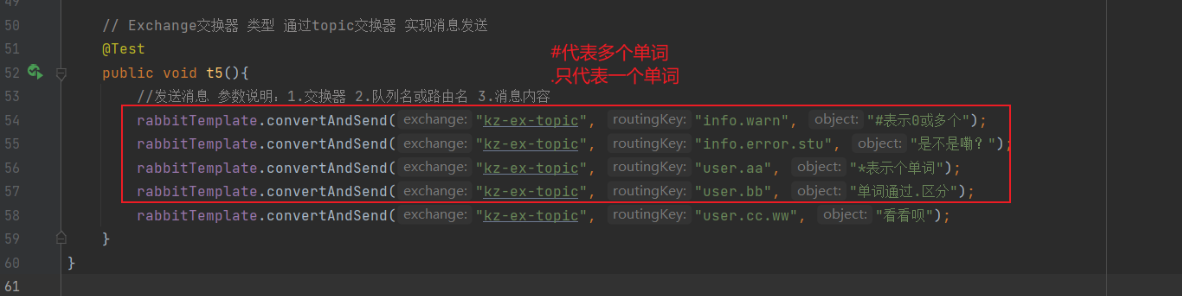 49
50 // Exchange交换器 类型 通过topic交换器 实现消息发送
51 @Test
#代表多个单词
52 public void t5(){
.只代表一个单词
53 //发送消息 参数说明：1.交换器 2.队列名或路由名 3.消息内容
54 rabbitTemplate.convertAndSend( exchange: "kz-ex-topic", routingKey: "info.warn", object: "#表示0或多个");
55 rabbitTemplate.convertAndSend( exchange: "kz-ex-topic", routingKey: "info.error.stu", object: "是不是嘞？");
56 rabbitTemplate.convertAndSend( exchange: "kz-ex-topic", routingKey: "user.aa", object: "*表示个单词");
57 rabbitTemplate.convertAndSend( exchange: "kz-ex-topic", routingKey: "user.bb", object: "单词通过.区分");
58 rabbitTemplate.convertAndSend( exchange: "kz-ex-topic", routingKey: "user.cc.ww", object: "看看呗");
59 }
60 }
61